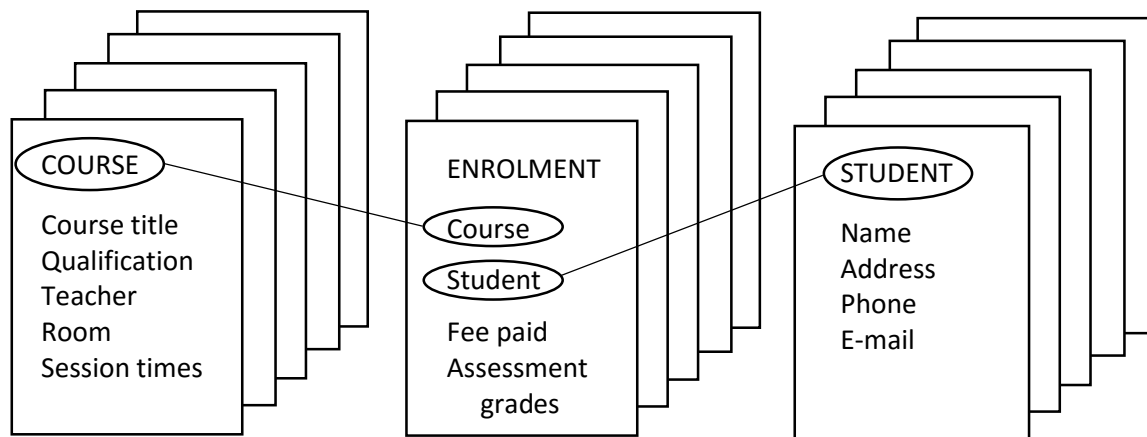 COURSE
Course title
Qualification
Teacher
Room
Session times
ENROLMENT
Course
Student
Fee paid
Assessment
grades
STUDENT
Name
Address
Phone
E-mail